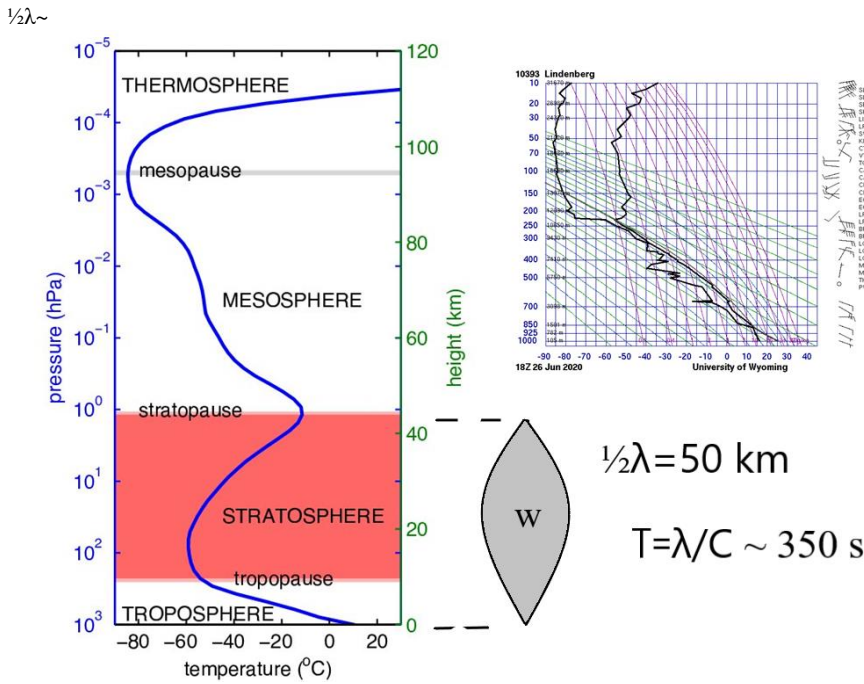 ½λ~
10⁻⁵
10⁻⁴
10⁻³
10⁻²
10⁻¹
10⁰
10¹
10²
10³
pressure (hPa)
THERMOSPHERE
mesopause
MESOSPHERE
stratopause
STRATOSPHERE
tropopause
TROPOSPHERE
−80 −60 −40 −20 0 20
temperature (°C)
120
100
80
60
40
20
0
height (km)
10393 Lindenberg
10
20
30
50
70
100
150
200
250
300
400
500
700
850
925
1000
-90 -80 -70 -60 -50 -40 -30 -20 -10 0 10 20 30 40
18Z 26 Jun 2020 University of Wyoming
w
½λ=50 km
T=λ/C ~ 350 s